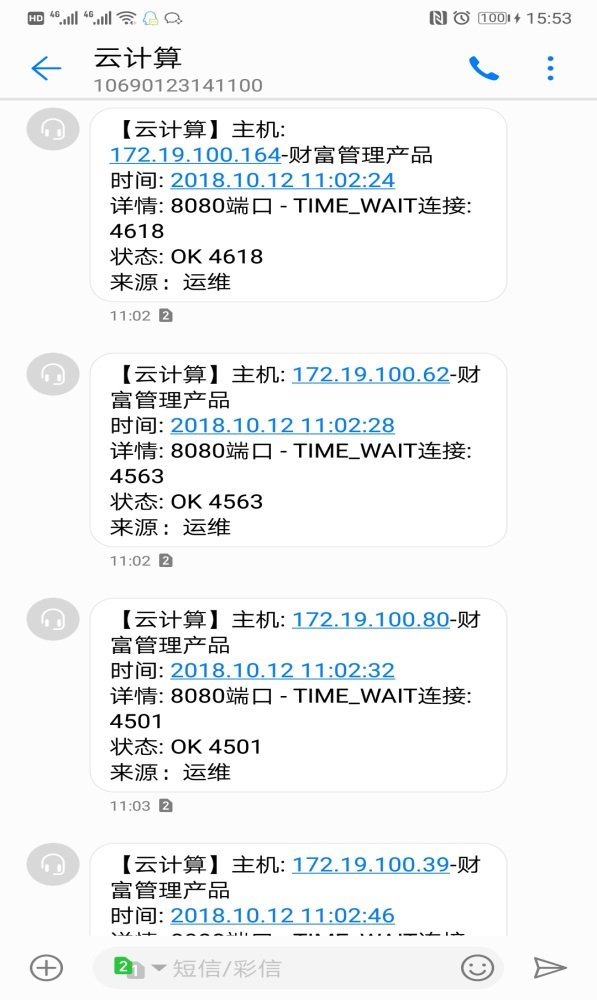 HD 4G 4G 100 15:53
云计算
10690123141100
【云计算】主机:
172.19.100.164-财富管理产品
时间: 2018.10.12 11:02:24
详情: 8080端口 - TIME_WAIT连接:
4618
状态: OK 4618
来源： 运维
11:02 2
【云计算】主机: 172.19.100.62-财
富管理产品
时间: 2018.10.12 11:02:28
详情: 8080端口 - TIME_WAIT连接:
4563
状态: OK 4563
来源： 运维
11:02 2
【云计算】主机: 172.19.100.80-财
富管理产品
时间: 2018.10.12 11:02:32
详情: 8080端口 - TIME_WAIT连接:
4501
状态: OK 4501
来源： 运维
11:03 2
【云计算】主机: 172.19.100.39-财
富管理产品
时间: 2018.10.12 11:02:46
2 1 短信/彩信